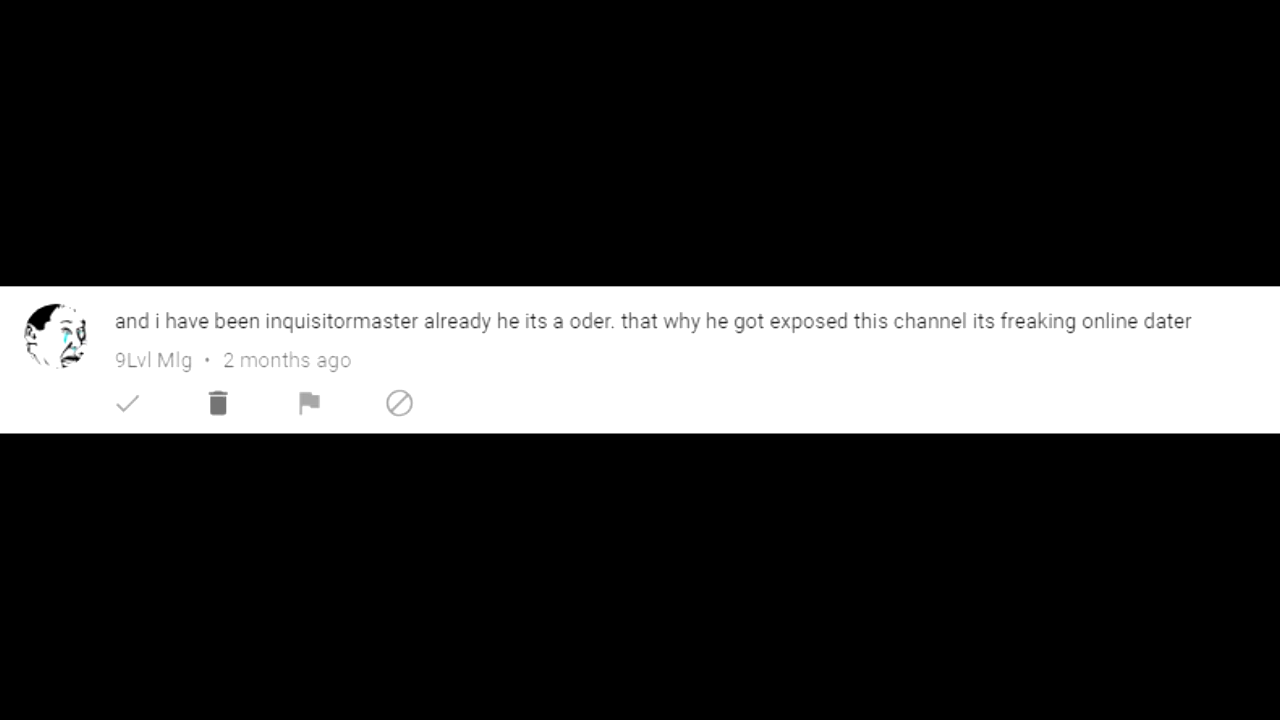 and i have been inquisitormaster already he its a oder. that why he got exposed this channel its freaking online dater
9Lvl Mlg • 2 months ago